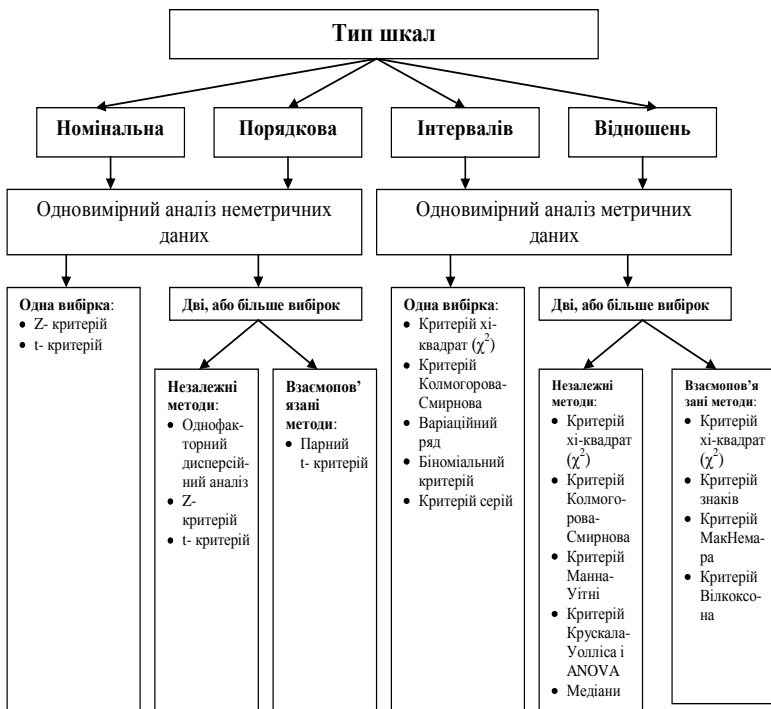 Тип шкал
Номінальна
Порядкова
Інтервалів
Відношень
Одновимірний аналіз неметричних
даних
Одновимірний аналіз метричних
даних
Одна вибірка:
• Z- критерій
• t- критерій
Дві, або більше вибірок
Незалежні
методи:
• Однофак-
торний
дисперсій-
ний аналіз
• Z-
критерій
• t- критерій
Взаємопов’
язані
методи:
• Парний
t- критерій
Одна вибірка:
• Критерій хі-
квадрат (χ²)
• Критерій
Колмогорова-
Смирнова
• Варіаційний
ряд
• Біноміальний
критерій
• Критерій серій
Дві, або більше вибірок
Незалежні
методи:
• Критерій
хі-квадрат
(χ²)
• Критерій
Колмого-
рова-
Смирнова
• Критерій
Манна-
Уітні
• Критерій
Крускала-
Уолліса і
ANOVA
• Медіани
Взаємопов’я
зані методи:
• Критерій
хі-квадрат
(χ²)
• Критерій
знаків
• Критерій
МакНема-
ра
• Критерій
Вілкоксо-
на